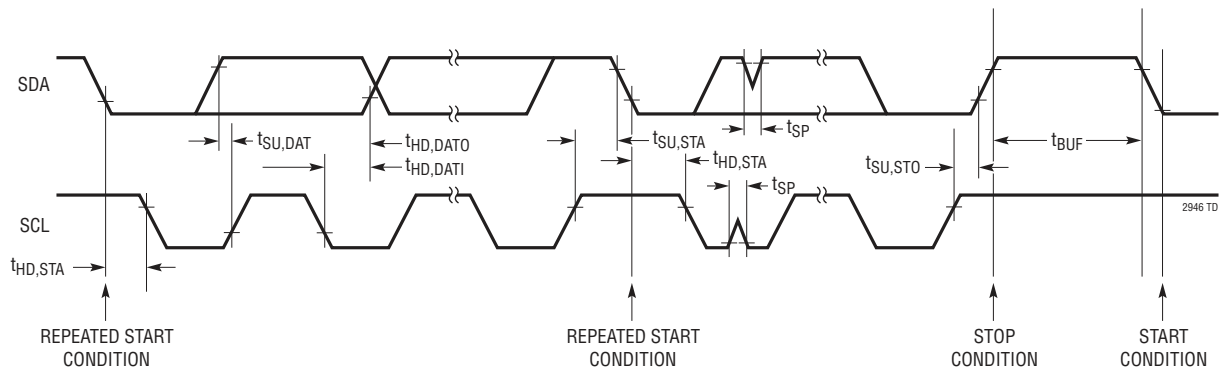 SDA
tSU,DAT
tHD,DATO
tHD,DATI
tSU,STA
tHD,STA
tSP
tSP
tSU,STO
tBUF
SCL
tHD,STA
2946 TD
REPEATED START
CONDITION
REPEATED START
CONDITION
STOP
CONDITION
START
CONDITION